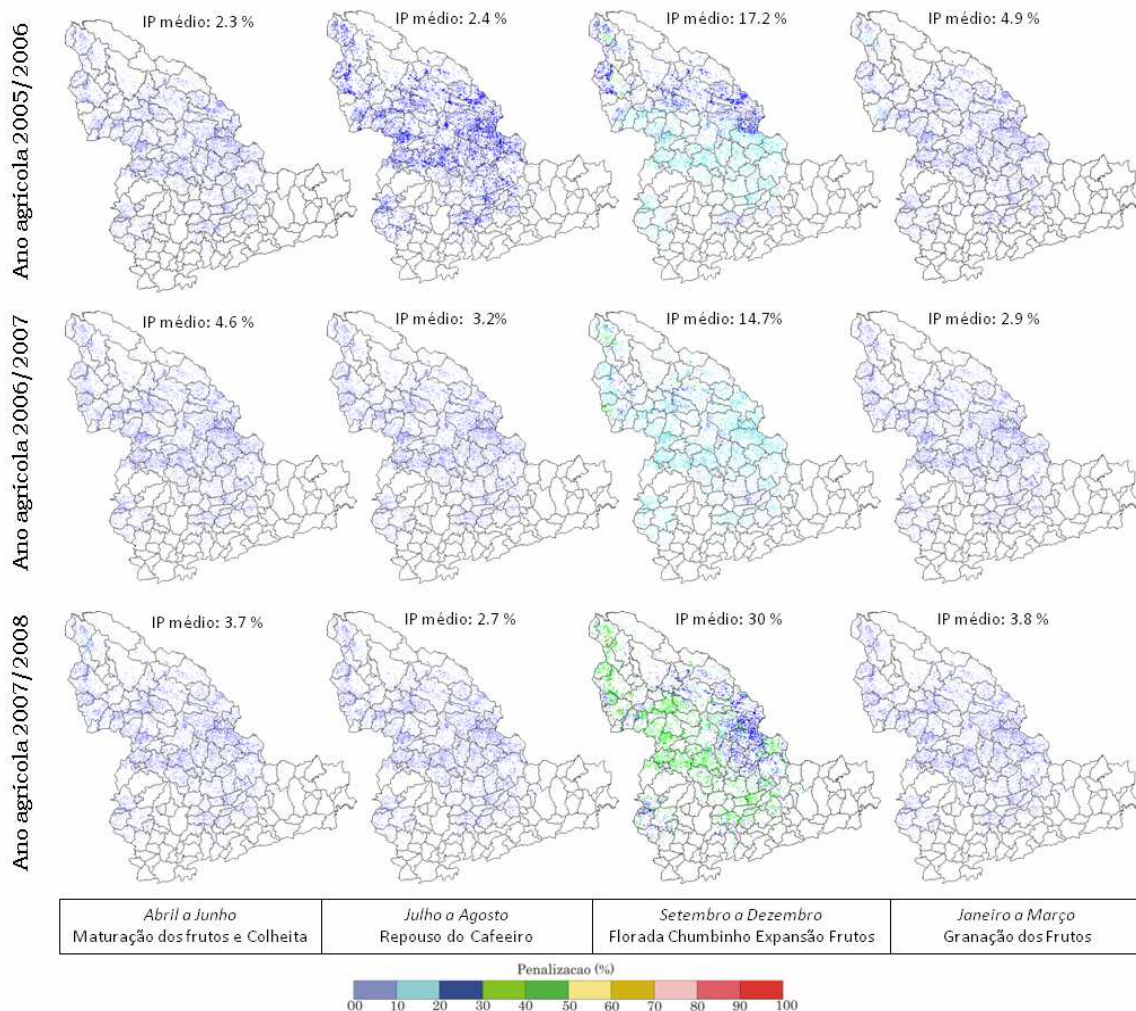 IP médio: 2.3 %
IP médio: 2.4 %
IP médio: 17.2 %
IP médio: 4.9 %
Ano agrícola 2005/2006
IP médio: 4.6 %
IP médio: 3.2%
IP médio: 14.7%
IP médio: 2.9 %
Ano agrícola 2006/2007
IP médio: 3.7 %
IP médio: 2.7 %
IP médio: 30 %
IP médio: 3.8 %
Ano agrícola 2007/2008
Abril a Junho
Maturação dos frutos e Colheita
Julho a Agosto
Repouso do Cafeeiro
Setembro a Dezembro
Florada Chumbinho Expansão Frutos
Janeiro a Março
Granação dos Frutos
Penalizacao (%)
00 10 20 30 40 50 60 70 80 90 100